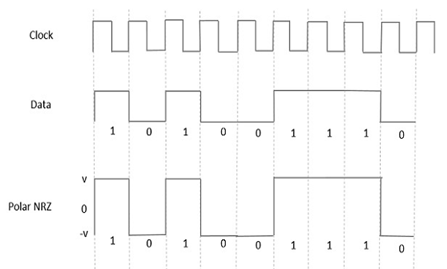 Clock
Data
1 0 1 0 0 1 1 1 0
v
Polar NRZ 0
-v
1 0 1 0 0 1 1 1 0